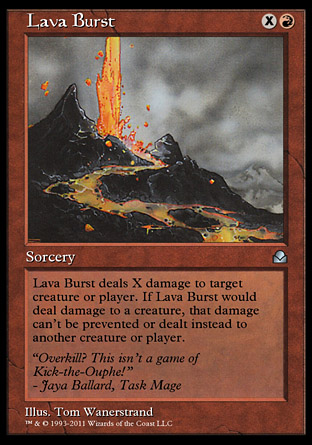 Lava Burst X
Sorcery
Lava Burst deals X damage to target
creature or player. If Lava Burst would
deal damage to a creature, that damage
can't be prevented or dealt instead to
another creature or player.
"Overkill? This isn't a game of
Kick-the-Ouphe!"
- Jaya Ballard, Task Mage
Illus. Tom Wanerstrand
™ & © 1993-2011 Wizards of the Coast LLC